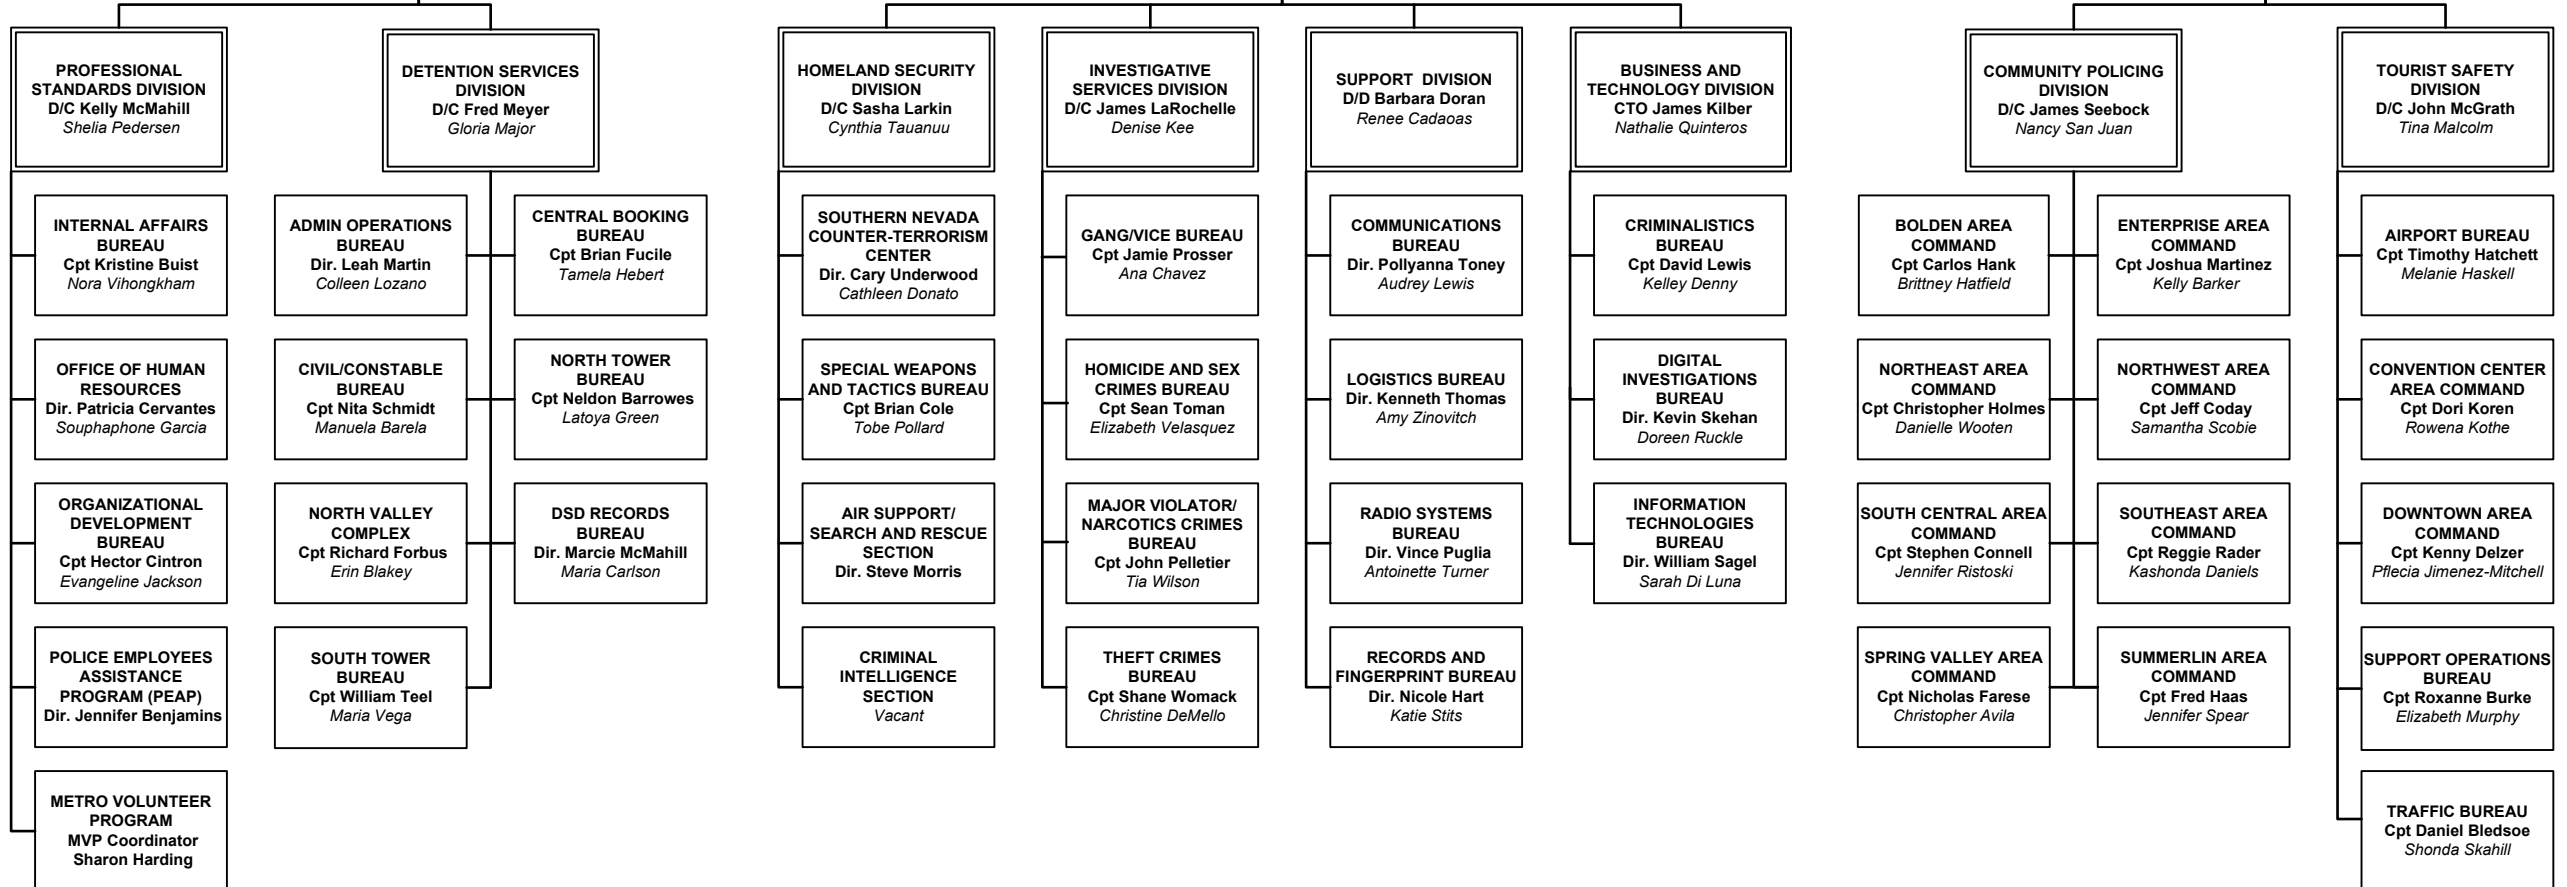 PROFESSIONAL
STANDARDS DIVISION
D/C Kelly McMahill
Shelia Pedersen
INTERNAL AFFAIRS
BUREAU
Cpt Kristine Buist
Nora Vihongkham
OFFICE OF HUMAN
RESOURCES
Dir. Patricia Cervantes
Souphaphone Garcia
ORGANIZATIONAL
DEVELOPMENT
BUREAU
Cpt Hector Cintron
Evangeline Jackson
POLICE EMPLOYEES
ASSISTANCE
PROGRAM (PEAP)
Dir. Jennifer Benjamins
METRO VOLUNTEER
PROGRAM
MVP Coordinator
Sharon Harding
DETENTION SERVICES
DIVISION
D/C Fred Meyer
Gloria Major
ADMIN OPERATIONS
BUREAU
Dir. Leah Martin
Colleen Lozano
CENTRAL BOOKING
BUREAU
Cpt Brian Fucile
Tamela Hebert
CIVIL/CONSTABLE
BUREAU
Cpt Nita Schmidt
Manuela Barela
NORTH TOWER
BUREAU
Cpt Neldon Barrowes
Latoya Green
NORTH VALLEY
COMPLEX
Cpt Richard Forbus
Erin Blakey
DSD RECORDS
BUREAU
Dir. Marcie McMahill
Maria Carlson
SOUTH TOWER
BUREAU
Cpt William Teel
Maria Vega
HOMELAND SECURITY
DIVISION
D/C Sasha Larkin
Cynthia Tauanuu
SOUTHERN NEVADA
COUNTER-TERRORISM
CENTER
Dir. Cary Underwood
Cathleen Donato
SPECIAL WEAPONS
AND TACTICS BUREAU
Cpt Brian Cole
Tobe Pollard
AIR SUPPORT/
SEARCH AND RESCUE
SECTION
Dir. Steve Morris
CRIMINAL
INTELLIGENCE
SECTION
Vacant
INVESTIGATIVE
SERVICES DIVISION
D/C James LaRochelle
Denise Kee
GANG/VICE BUREAU
Cpt Jamie Prosser
Ana Chavez
HOMICIDE AND SEX
CRIMES BUREAU
Cpt Sean Toman
Elizabeth Velasquez
MAJOR VIOLATOR/
NARCOTICS CRIMES
BUREAU
Cpt John Pelletier
Tia Wilson
THEFT CRIMES
BUREAU
Cpt Shane Womack
Christine DeMello
SUPPORT DIVISION
D/D Barbara Doran
Renee Cadaoas
COMMUNICATIONS
BUREAU
Dir. Pollyanna Toney
Audrey Lewis
LOGISTICS BUREAU
Dir. Kenneth Thomas
Amy Zinovitch
RADIO SYSTEMS
BUREAU
Dir. Vince Puglia
Antoinette Turner
RECORDS AND
FINGERPRINT BUREAU
Dir. Nicole Hart
Katie Stits
BUSINESS AND
TECHNOLOGY DIVISION
CTO James Kilber
Nathalie Quinteros
CRIMINALISTICS
BUREAU
Cpt David Lewis
Kelley Denny
DIGITAL
INVESTIGATIONS
BUREAU
Dir. Kevin Skehan
Doreen Ruckle
INFORMATION
TECHNOLOGIES
BUREAU
Dir. William Sagel
Sarah Di Luna
COMMUNITY POLICING
DIVISION
D/C James Seebock
Nancy San Juan
BOLDEN AREA
COMMAND
Cpt Carlos Hank
Brittney Hatfield
ENTERPRISE AREA
COMMAND
Cpt Joshua Martinez
Kelly Barker
NORTHEAST AREA
COMMAND
Cpt Christopher Holmes
Danielle Wooten
NORTHWEST AREA
COMMAND
Cpt Jeff Coday
Samantha Scobie
SOUTH CENTRAL AREA
COMMAND
Cpt Stephen Connell
Jennifer Ristoski
SOUTHEAST AREA
COMMAND
Cpt Reggie Rader
Kashonda Daniels
SPRING VALLEY AREA
COMMAND
Cpt Nicholas Farese
Christopher Avila
SUMMERLIN AREA
COMMAND
Cpt Fred Haas
Jennifer Spear
TOURIST SAFETY
DIVISION
D/C John McGrath
Tina Malcolm
AIRPORT BUREAU
Cpt Timothy Hatchett
Melanie Haskell
CONVENTION CENTER
AREA COMMAND
Cpt Dori Koren
Rowena Kothe
DOWNTOWN AREA
COMMAND
Cpt Kenny Delzer
Pflecia Jimenez-Mitchell
SUPPORT OPERATIONS
BUREAU
Cpt Roxanne Burke
Elizabeth Murphy
TRAFFIC BUREAU
Cpt Daniel Bledsoe
Shonda Skahill